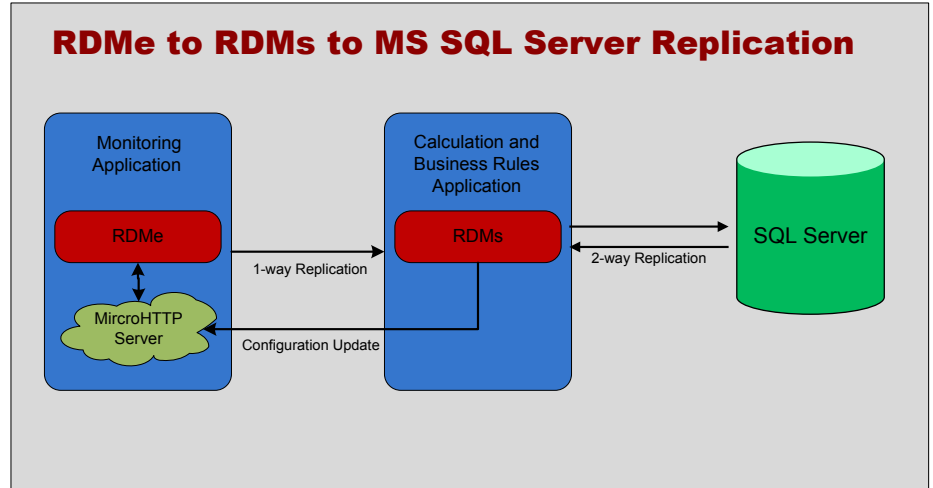 RDMe to RDMs to MS SQL Server Replication
Monitoring
Application
RDMe
MircroHTTP
Server
1-way Replication
Configuration Update
Calculation and
Business Rules
Application
RDMs
2-way Replication
SQL Server